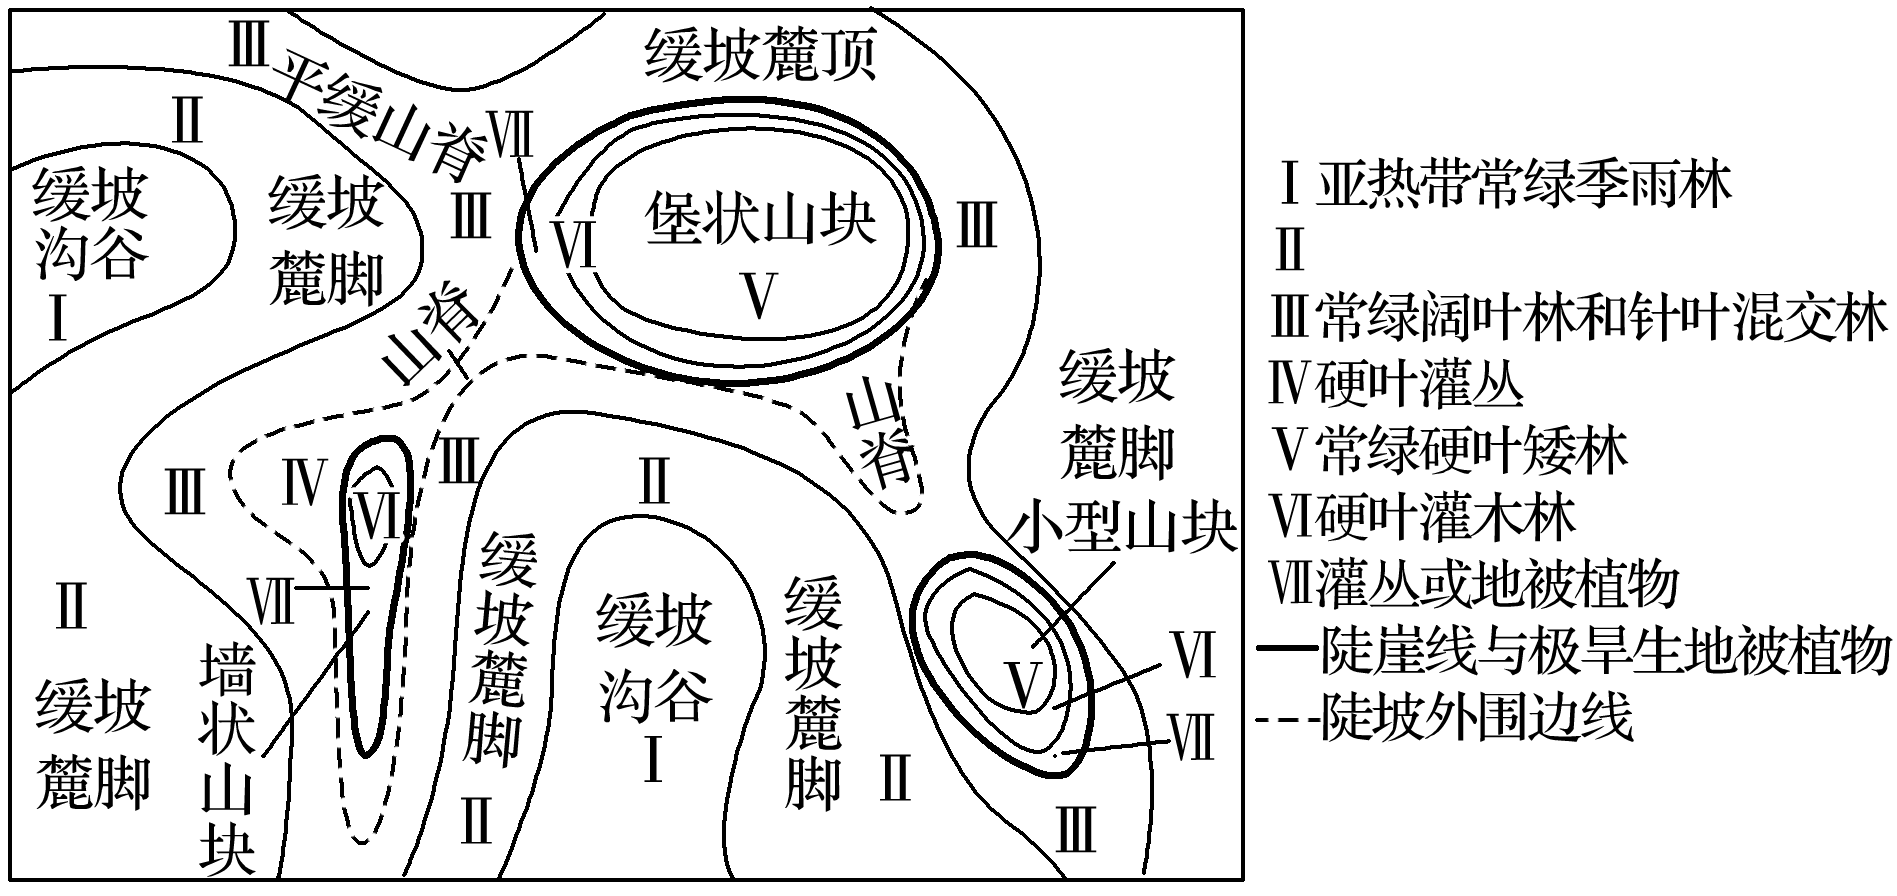 Ⅲ
平缓山脊
缓坡麓顶
Ⅱ
Ⅶ
缓坡
沟谷
Ⅰ
缓坡
麓脚
Ⅲ
Ⅵ
堡状山块
Ⅴ
Ⅲ
山脊
山脊
缓坡
麓脚
Ⅲ
Ⅳ
Ⅵ
Ⅲ
Ⅱ
小型山块
Ⅱ
Ⅶ
缓坡麓脚
缓坡
沟谷
Ⅰ
缓坡麓脚
Ⅴ
Ⅵ
Ⅶ
缓坡
麓脚
墙状山块
Ⅱ
Ⅱ
Ⅲ
Ⅰ亚热带常绿季雨林
Ⅱ
Ⅲ常绿阔叶林和针叶混交林
Ⅳ硬叶灌丛
Ⅴ常绿硬叶矮林
Ⅵ硬叶灌木林
Ⅶ灌丛或地被植物
陡崖线与极旱生地被植物
陡坡外围边线